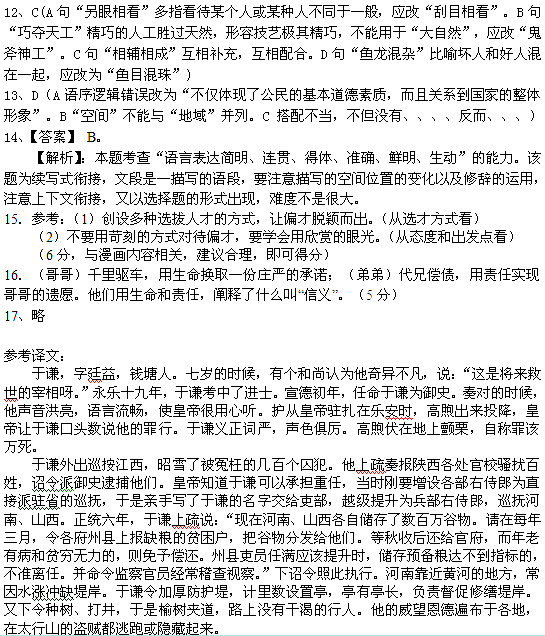 12、C(A 句“另眼相看”多指看待某个人或某种人不同于一般，应改“刮目相看”。B 句
“巧夺天工”精巧的人工胜过天然，形容技艺极其精巧，不能用于“大自然”，应改“鬼
斧神工”。C 句“相辅相成”互相补充，互相配合。D 句“鱼龙混杂”比喻坏人和好人混
在一起，应改为“鱼目混珠”)
13、D（A 语序逻辑错误改为“不仅体现了公民的基本道德素质，而且关系到国家的整体
形象”。B“空间”不能与“地域”并列。C 搭配不当，不但没有、、、、反而、、、、）
14、【答案】 B。
【解析】：本题考查“语言表达简明、连贯、得体、准确、鲜明、生动”的能力。该
题为续写式衔接，文段是一描写的语段，要注意描写的空间位置的变化以及修辞的运用，
注意上下文衔接，又以选择题的形式出现，难度不是很大。
15. 参考：（1）创设多种选拔人才的方式，让偏才脱颖而出。（从选才方式看）
（2）不要用苛刻的方式对待偏才，要学会用欣赏的眼光。（从态度和出发点看）
（6 分，与漫画内容相关，建议合理，即可得分）
16. （哥哥）千里驱车，用生命换取一份庄严的承诺；（弟弟）代兄偿债，用责任实现
哥哥的遗愿。他们用生命和责任，阐释了什么叫“信义”。（5 分）
17、略
参考译文：
于谦，字廷益，钱塘人。七岁的时候，有个和尚认为他奇异不凡，说：“这是将来救
世的宰相呀。”永乐十九年，于谦考中了进士。宣德初年，任命于谦为御史。奏对的时候，
他声音洪亮，语言流畅，使皇帝很用心听。护从皇帝驻扎在乐安时，高煦出来投降，皇
帝让于谦口头数说他的罪行。于谦义正词严，声色俱厉。高煦伏在地上颤栗，自称罪该
万死。
于谦外出巡按江西，昭雪了被冤枉的几百个囚犯。他上疏奏报陕西各处官校骚扰百
姓，诏令派御史逮捕他们。皇帝知道于谦可以承担重任，当时刚要增设各部右侍郎为直
接派驻省的巡抚，于是亲手写了于谦的名字交给吏部，越级提升为兵部右侍郎，巡抚河
南、山西。正统六年，于谦上疏说：“现在河南、山西各自储存了数百万谷物。请在每年
三月，令各府州县上报缺粮的贫困户，把谷物分发给他们。等秋收后还给官府，而年老
有病和贫穷无力的，则免予偿还。州县吏员任满应该提升时，储存预备粮达不到指标的，
不准离任。并命令监察官员经常稽查视察。”下诏令照此执行。河南靠近黄河的地方，常
因水涨冲缺堤岸。于谦令加厚防护堤，计里数设置亭，亭有亭长，负责督促修缮堤岸。
又下令种树、打井，于是榆树夹道，路上没有干渴的行人。他的威望恩德遍布于各地，
在太行山的盗贼都逃跑或隐藏起来。